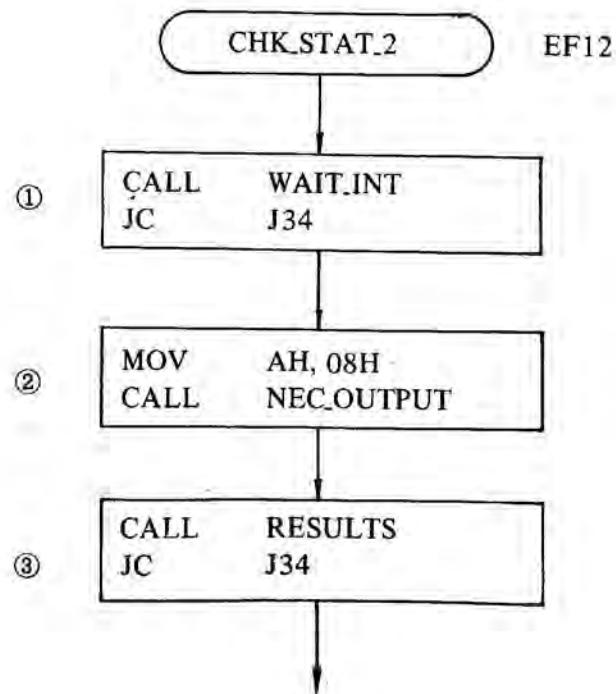 CHK_STAT_2 EF12
① CALL WAIT_INT
JC J34
② MOV AH, 08H
CALL NEC_OUTPUT
③ CALL RESULTS
JC J34